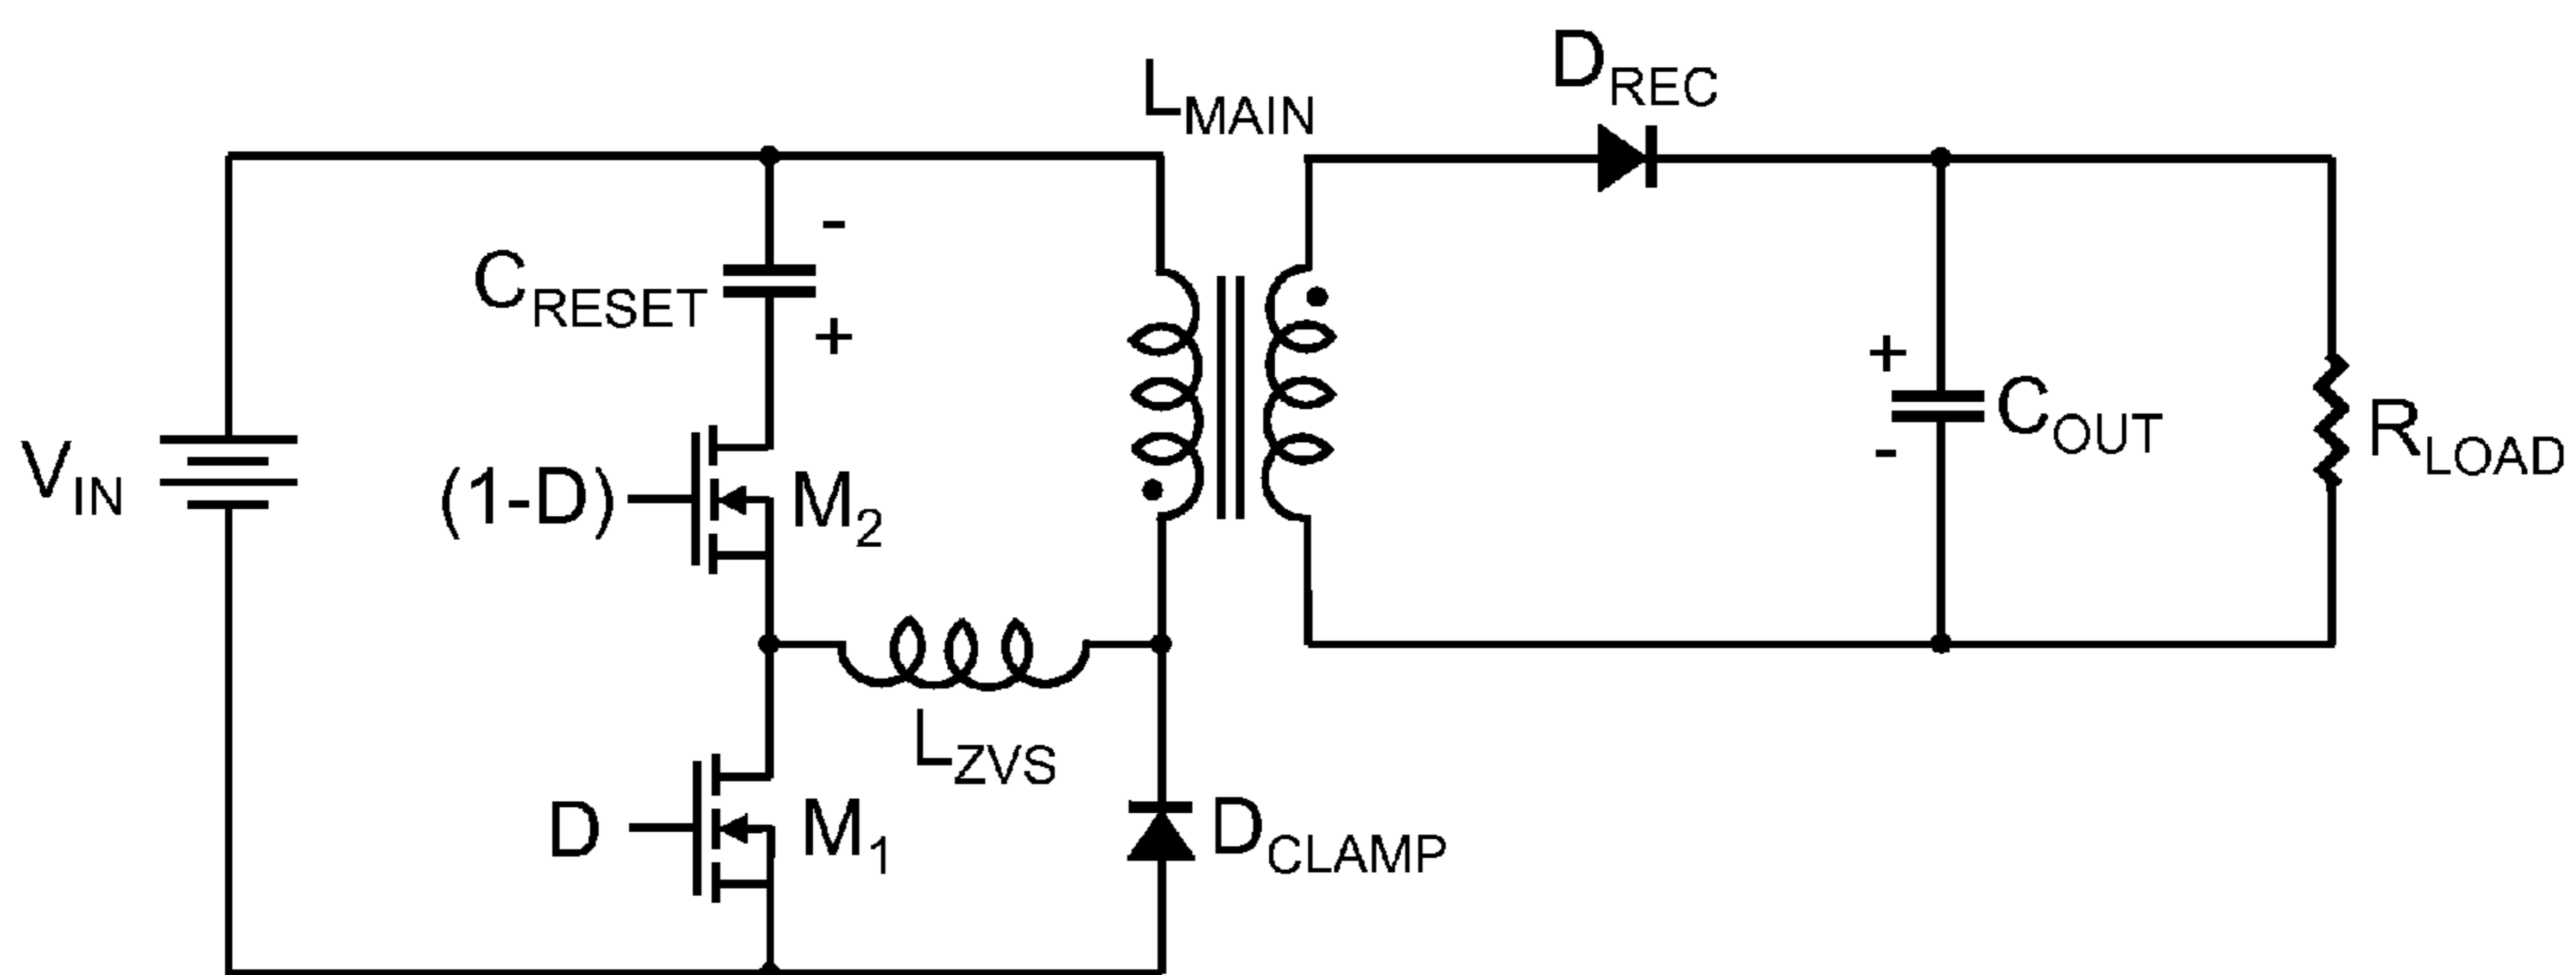 D_REC
L_MAIN
-
C_RESET
+
+
C_OUT
-
R_LOAD
V_IN
(1-D)
M_2
L_ZVS
D
M_1
D_CLAMP